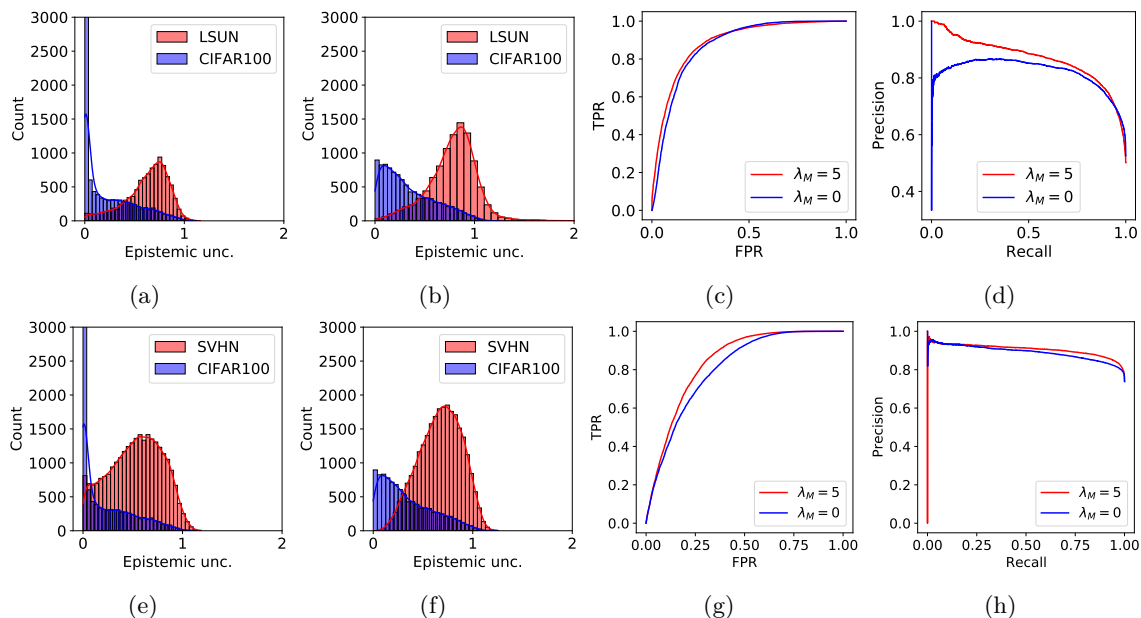 3000
2500
2000
1500
1000
500
0
Count
LSUN
CIFAR100
0 1 2
Epistemic unc.
(a)
3000
2500
2000
1500
1000
500
0
Count
LSUN
CIFAR100
0 1 2
Epistemic unc.
(b)
1.0
0.8
0.6
0.4
0.2
0.0
TPR
λ_M = 5
λ_M = 0
0.0 0.5 1.0
FPR
(c)
1.0
0.8
0.6
0.4
Precision
λ_M = 5
λ_M = 0
0.0 0.5 1.0
Recall
(d)
3000
2500
2000
1500
1000
500
0
Count
SVHN
CIFAR100
0 1 2
Epistemic unc.
(e)
3000
2500
2000
1500
1000
500
0
Count
SVHN
CIFAR100
0 1 2
Epistemic unc.
(f)
1.0
0.8
0.6
0.4
0.2
0.0
TPR
λ_M = 5
λ_M = 0
0.00 0.25 0.50 0.75 1.00
FPR
(g)
1.0
0.8
0.6
0.4
0.2
0.0
Precision
λ_M = 5
λ_M = 0
0.00 0.25 0.50 0.75 1.00
Recall
(h)